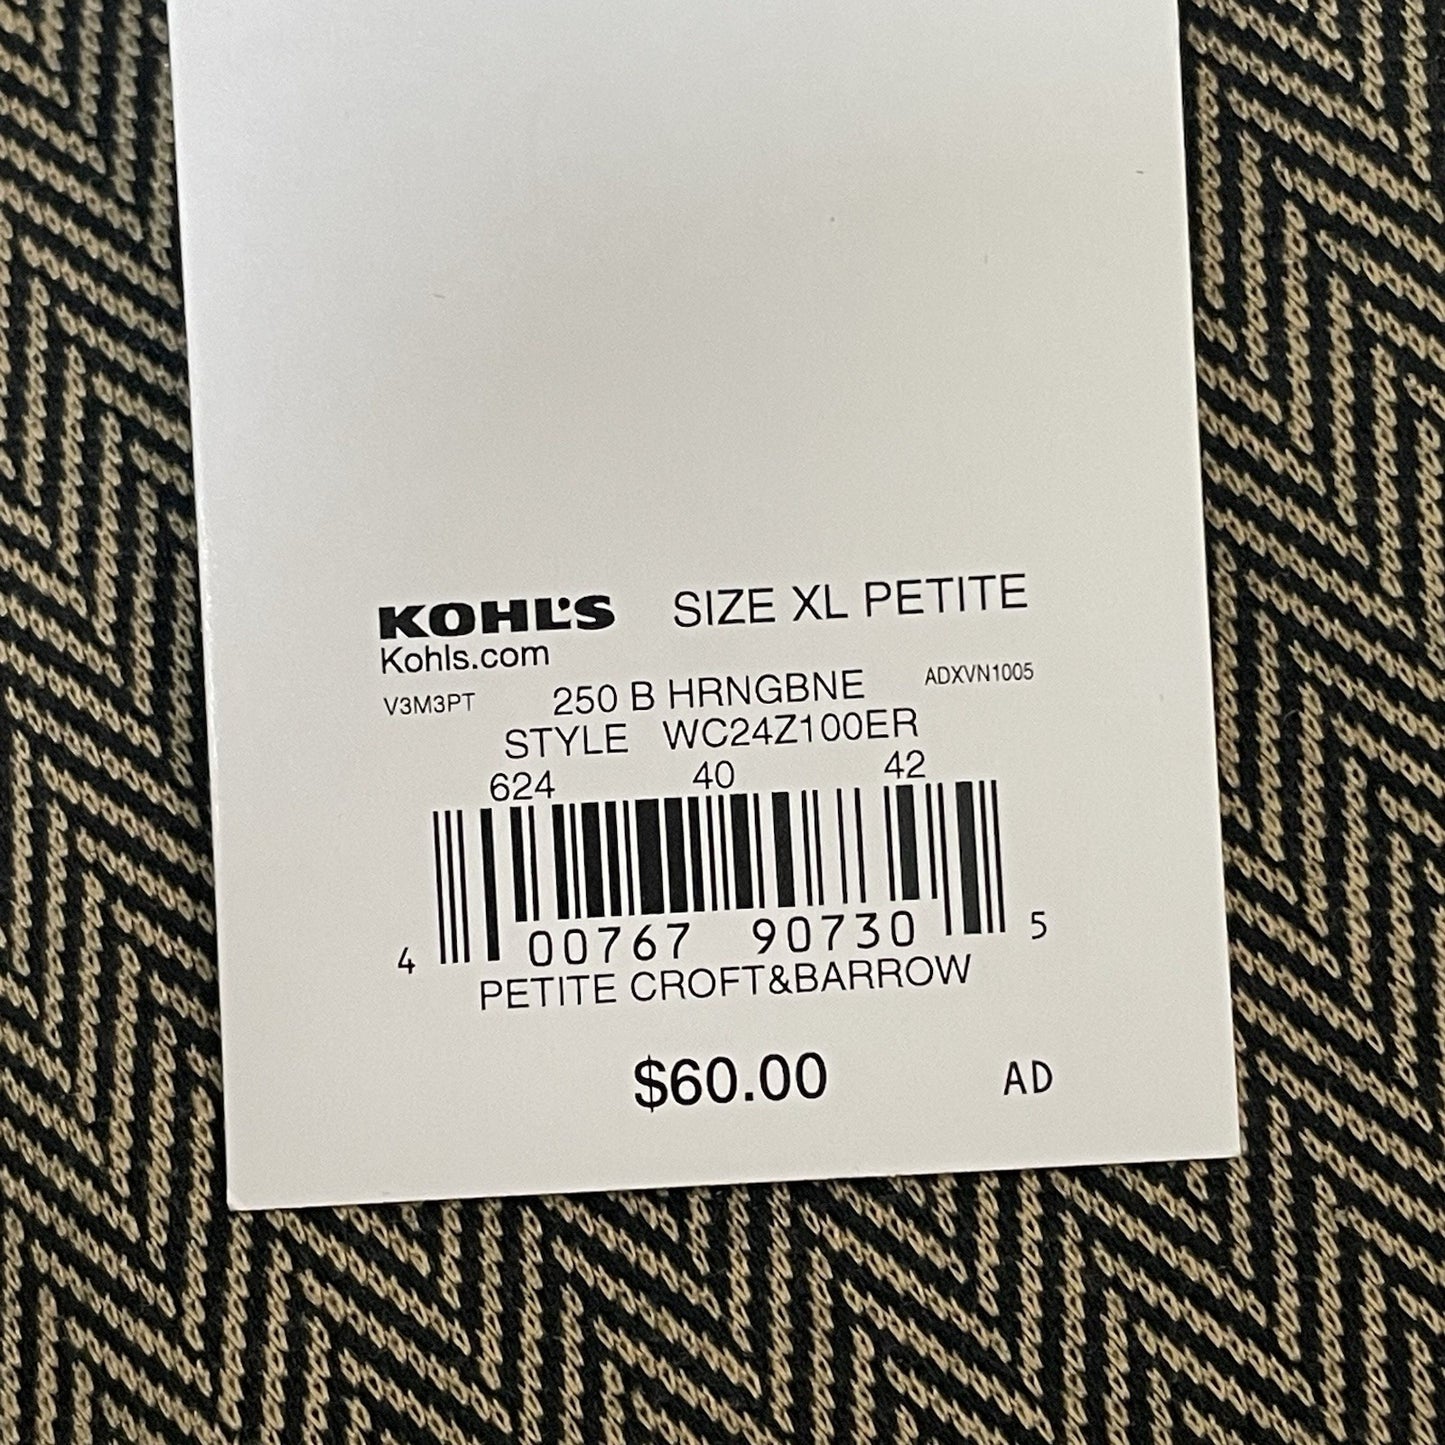 KOHL'S SIZE XL PETITE
Kohls.com
V3M3PT 250 B HRNGBNE ADXVN1005
STYLE WC24Z100ER
624 40 42
4 00767 90730 5
PETITE CROFT&BARROW
$60.00 AD